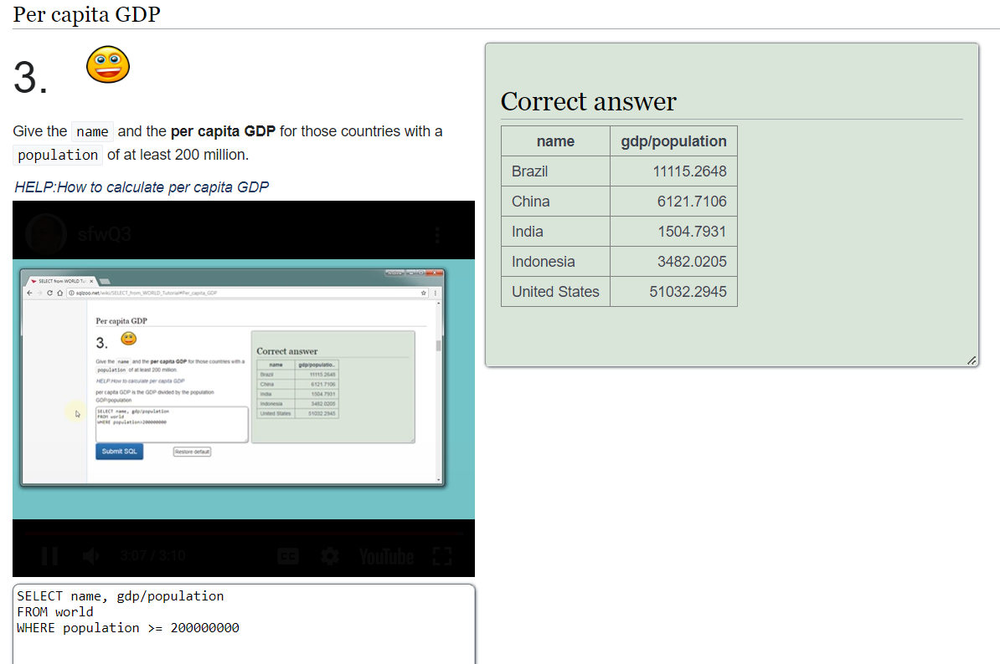 Per capita GDP
3.
Give the name and the per capita GDP for those countries with a
population of at least 200 million.
HELP:How to calculate per capita GDP
sfwQ3
SELECT from WORLD Tu
sqlzoo.net/wiki/SELECT_from_WORLD_Tutorial#Per_capita_GDP
Per capita GDP
3.
Give the name and the per capita GDP for those countries with a
population of at least 200 million.
HELP:How to calculate per capita GDP
per capita GDP is the GDP divided by the population
GDP/population
SELECT name, gdp/population
FROM world
WHERE population>200000000
Submit SQL
Restore default
Correct answer
name gdp/populatio..
Brazil 11115.2648
China 6121.7106
India 1504.7931
Indonesia 3482.0205
United States 51032.2945
3:07 / 3:10
CC
YouTube
SELECT name, gdp/population
FROM world
WHERE population >= 200000000
Correct answer
name gdp/population
Brazil 11115.2648
China 6121.7106
India 1504.7931
Indonesia 3482.0205
United States 51032.2945